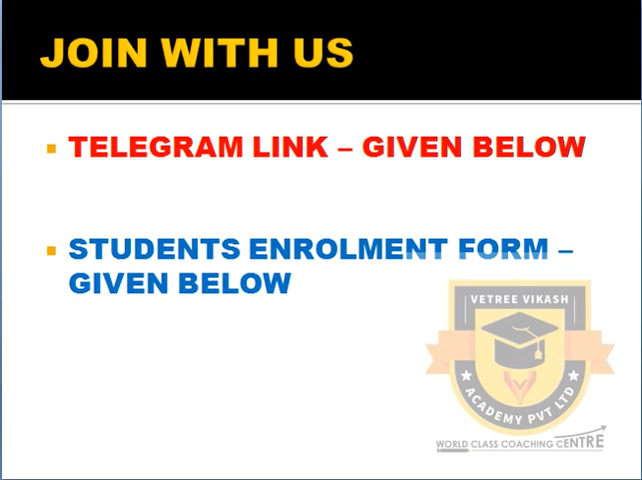 JOIN WITH US
TELEGRAM LINK – GIVEN BELOW
STUDENTS ENROLMENT FORM –
GIVEN BELOW
VETREE VIKASH
ACADEMY PVT LTD
WORLD CLASS COACHING CENTRE